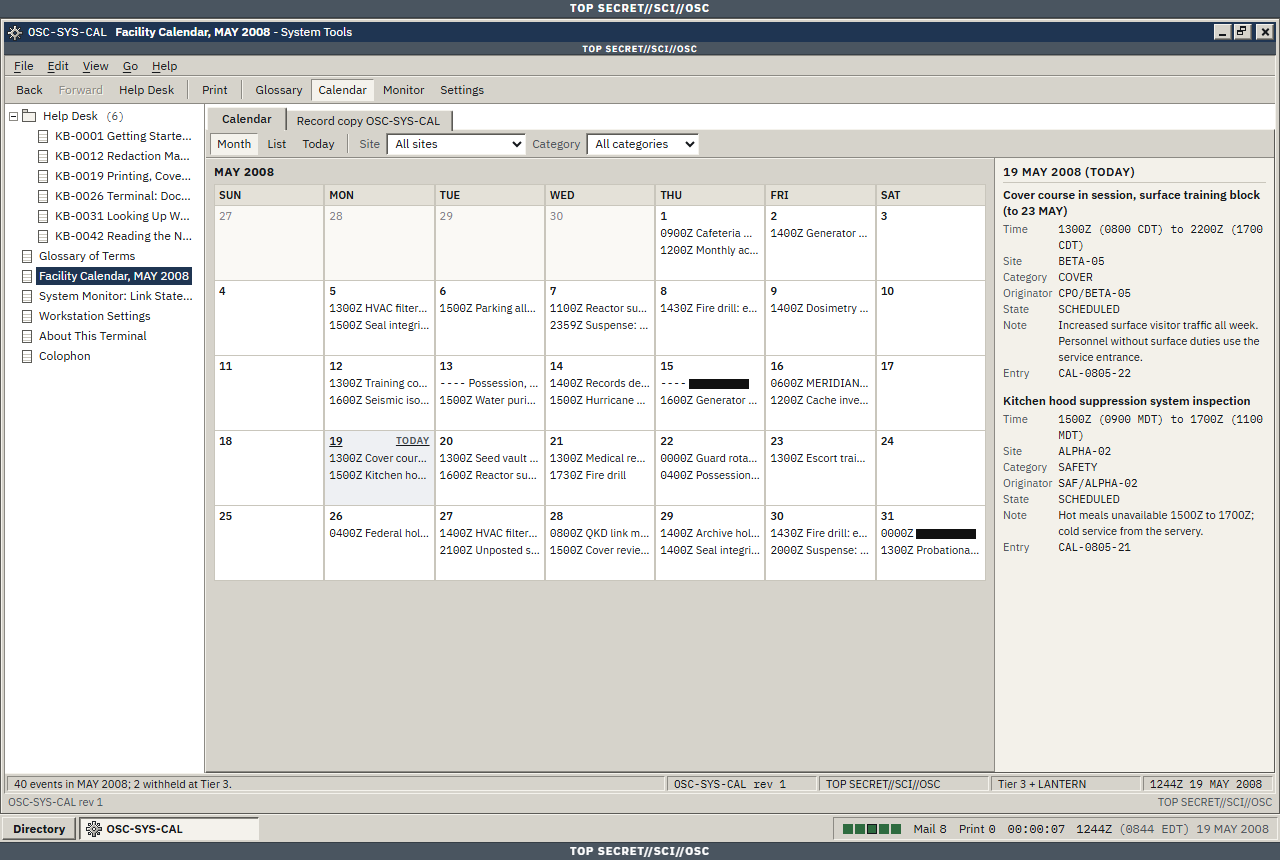 TOP SECRET//SCI//OSC
OSC-SYS-CAL Facility Calendar, MAY 2008 - System Tools
TOP SECRET//SCI//OSC
File Edit View Go Help
Back Forward Help Desk Print Glossary Calendar Monitor Settings
Help Desk (6)
KB-0001 Getting Starte...
KB-0012 Redaction Ma...
KB-0019 Printing, Cove...
KB-0026 Terminal: Doc...
KB-0031 Looking Up W...
KB-0042 Reading the N...
Glossary of Terms
Facility Calendar, MAY 2008
System Monitor: Link State...
Workstation Settings
About This Terminal
Colophon
Calendar Record copy OSC-SYS-CAL
Month List Today Site All sites Category All categories
MAY 2008
SUN MON TUE WED THU FRI SAT
27 28 29 30 1 2 3
0900Z Cafeteria ... 1400Z Generator ...
1200Z Monthly ac...
4 5 6 7 8 9 10
1300Z HVAC filter... 1500Z Parking all... 1100Z Reactor su... 1430Z Fire drill: e... 1400Z Dosimetry ...
1500Z Seal integri... 2359Z Suspense: ...
11 12 13 14 15 16 17
1300Z Training co... ---- Possession, ... 1400Z Records de... ---- 0600Z MERIDIAN...
1600Z Seismic iso... 1500Z Water puri... 1500Z Hurricane ... 1600Z Generator ... 1200Z Cache inve...
18 19 TODAY 20 21 22 23 24
1300Z Cover cour... 1300Z Seed vault ... 1300Z Medical re... 0000Z Guard rota... 1300Z Escort trai...
1500Z Kitchen ho... 1600Z Reactor su... 1730Z Fire drill 0400Z Possession...
25 26 27 28 29 30 31
0400Z Federal hol... 1400Z HVAC filter... 0800Z QKD link m... 1400Z Archive hol... 1430Z Fire drill: e... 0000Z
2100Z Unposted s... 1500Z Cover revie... 1400Z Seal integri... 2000Z Suspense: ... 1300Z Probationa...
19 MAY 2008 (TODAY)
Cover course in session, surface training block
(to 23 MAY)
Time 1300Z (0800 CDT) to 2200Z (1700
CDT)
Site BETA-05
Category COVER
Originator CPO/BETA-05
State SCHEDULED
Note Increased surface visitor traffic all week.
Personnel without surface duties use the
service entrance.
Entry CAL-0805-22
Kitchen hood suppression system inspection
Time 1500Z (0900 MDT) to 1700Z (1100
MDT)
Site ALPHA-02
Category SAFETY
Originator SAF/ALPHA-02
State SCHEDULED
Note Hot meals unavailable 1500Z to 1700Z;
cold service from the servery.
Entry CAL-0805-21
40 events in MAY 2008; 2 withheld at Tier 3. OSC-SYS-CAL rev 1 TOP SECRET//SCI//OSC Tier 3 + LANTERN 1244Z 19 MAY 2008
OSC-SYS-CAL rev 1 TOP SECRET//SCI//OSC
Directory OSC-SYS-CAL Mail 8 Print 0 00:00:07 1244Z (0844 EDT) 19 MAY 2008
TOP SECRET//SCI//OSC